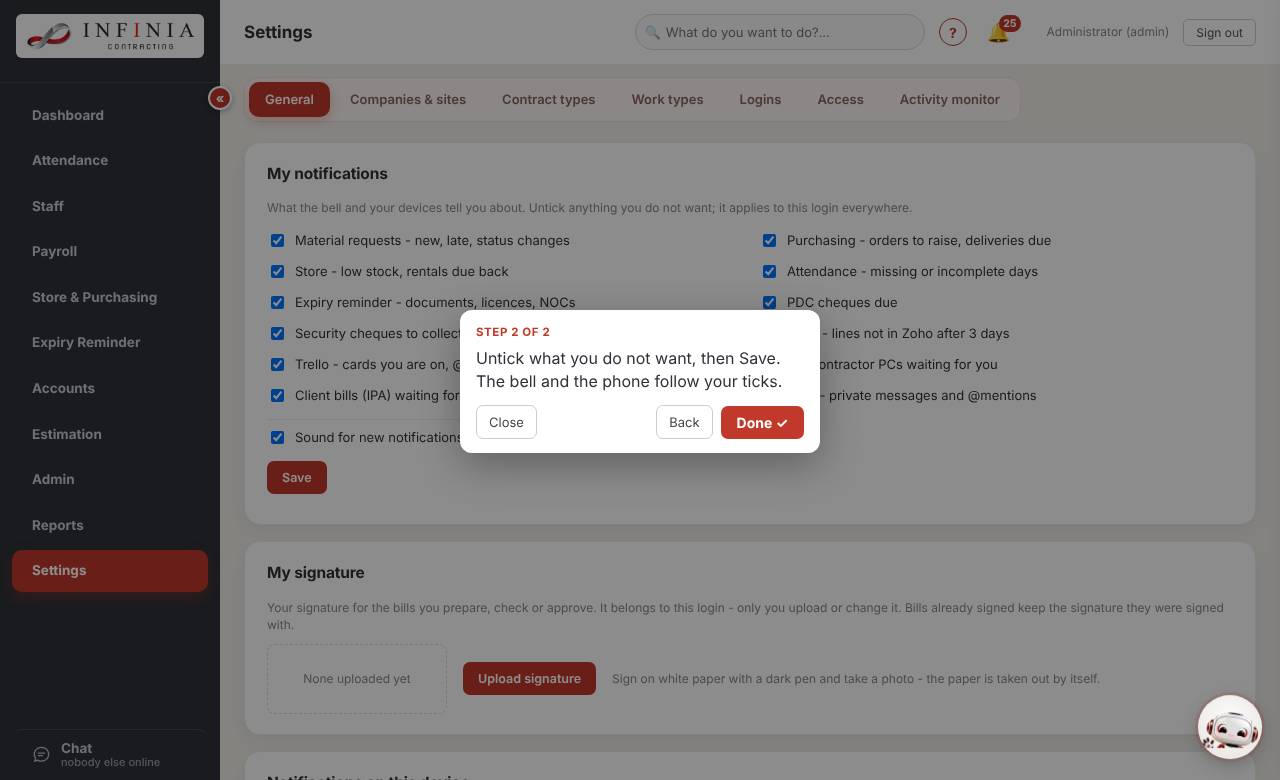 INFINIA
CONTRACTING
Settings
🔍 What do you want to do?...
?
25
Administrator (admin)
Sign out
«
Dashboard
Attendance
Staff
Payroll
Store & Purchasing
Expiry Reminder
Accounts
Estimation
Admin
Reports
Settings
Chat
nobody else online
General
Companies & sites
Contract types
Work types
Logins
Access
Activity monitor
My notifications
What the bell and your devices tell you about. Untick anything you do not want; it applies to this login everywhere.
Material requests - new, late, status changes
Purchasing - orders to raise, deliveries due
Store - low stock, rentals due back
Attendance - missing or incomplete days
Expiry reminder - documents, licences, NOCs
PDC cheques due
Security cheques to collect
- lines not in Zoho after 3 days
Trello - cards you are on, @
ontractor PCs waiting for you
Client bills (IPA) waiting for
- private messages and @mentions
Sound for new notifications
Save
STEP 2 OF 2
Untick what you do not want, then Save.
The bell and the phone follow your ticks.
Close
Back
Done ✓
My signature
Your signature for the bills you prepare, check or approve. It belongs to this login - only you upload or change it. Bills already signed keep the signature they were signed
with.
None uploaded yet
Upload signature
Sign on white paper with a dark pen and take a photo - the paper is taken out by itself.
Notifications on this device